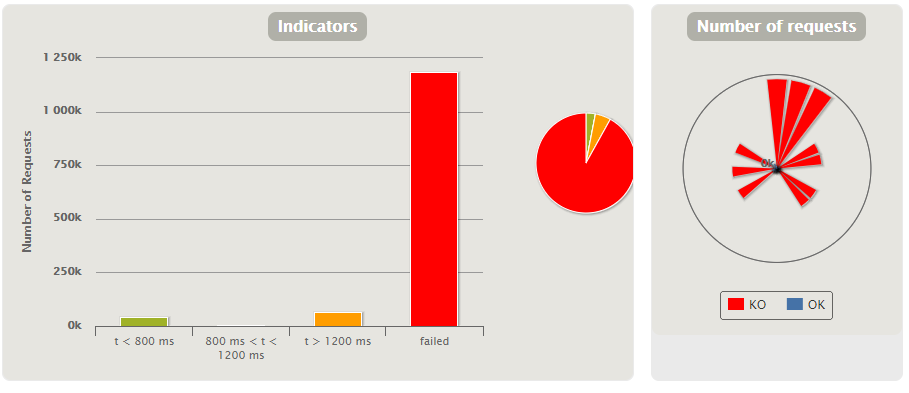 Indicators
1 250k
1 000k
750k
500k
250k
0k
Number of Requests
t < 800 ms
800 ms < t <
1200 ms
t > 1200 ms
failed
Number of requests
0k
KO
OK